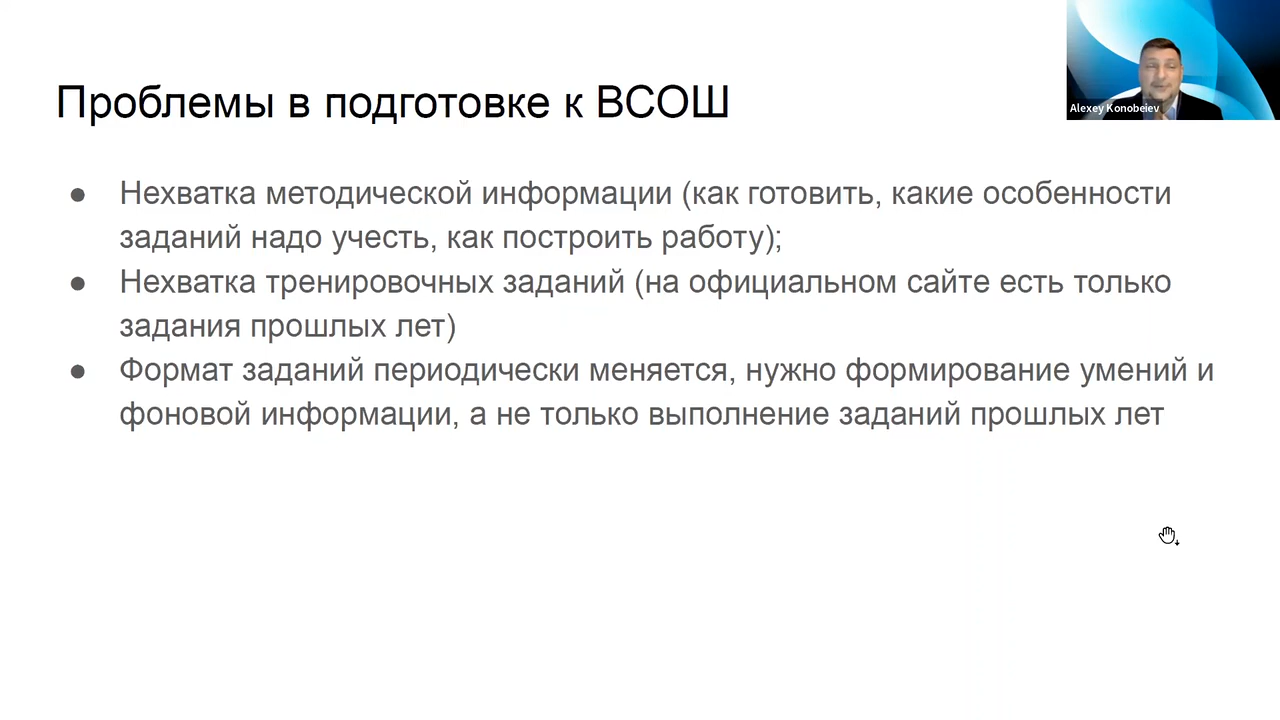 Проблемы в подготовке к ВСОШ
Alexey Konobeiev
● Нехватка методической информации (как готовить, какие особенности
заданий надо учесть, как построить работу);
● Нехватка тренировочных заданий (на официальном сайте есть только
задания прошлых лет)
● Формат заданий периодически меняется, нужно формирование умений и
фоновой информации, а не только выполнение заданий прошлых лет